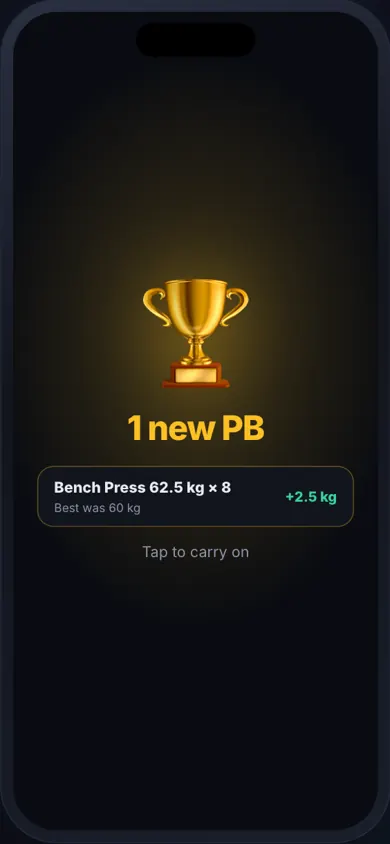 1 new PB
Bench Press 62.5 kg × 8
Best was 60 kg
+2.5 kg
Tap to carry on